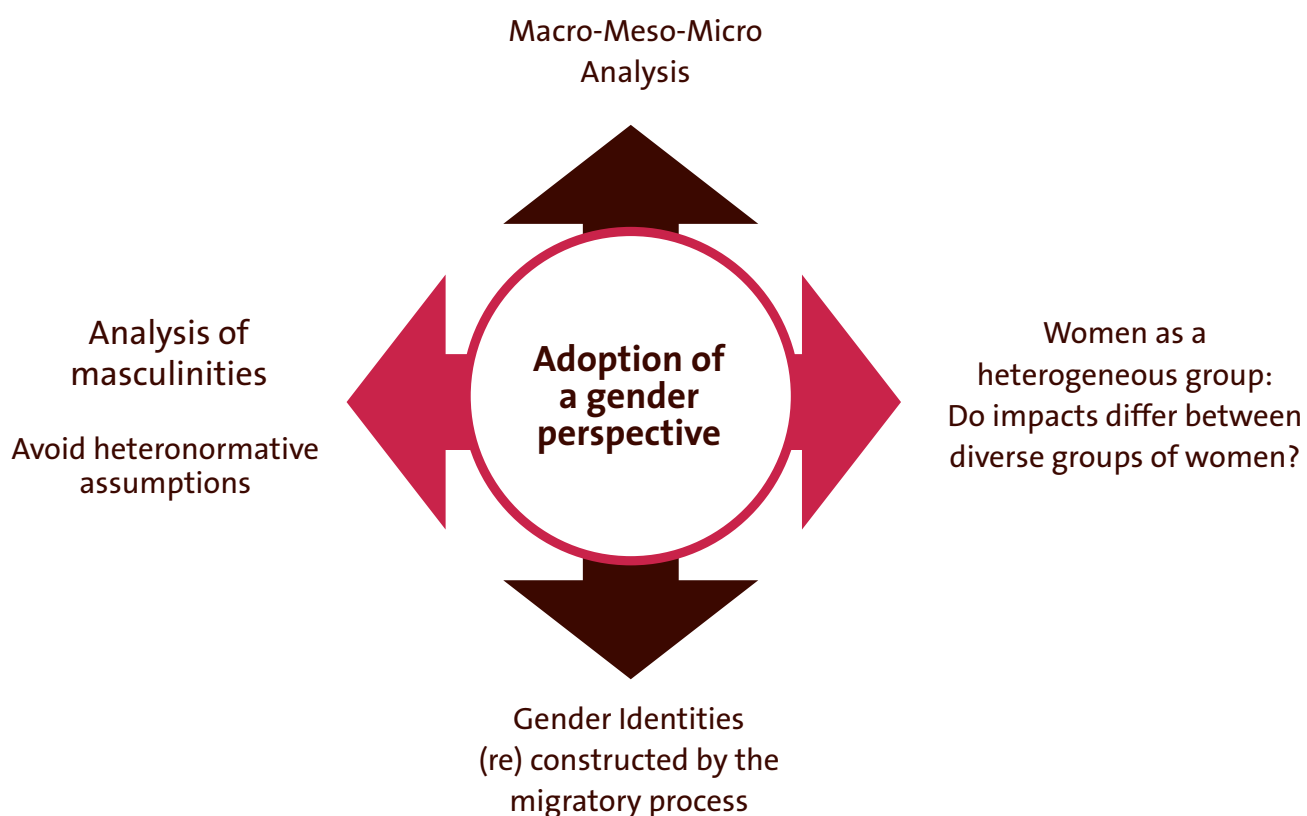 Macro-Meso-Micro
Analysis
Analysis of
masculinities
Avoid heteronormative
assumptions
Adoption of
a gender
perspective
Women as a
heterogeneous group:
Do impacts differ between
diverse groups of women?
Gender Identities
(re) constructed by the
migratory process